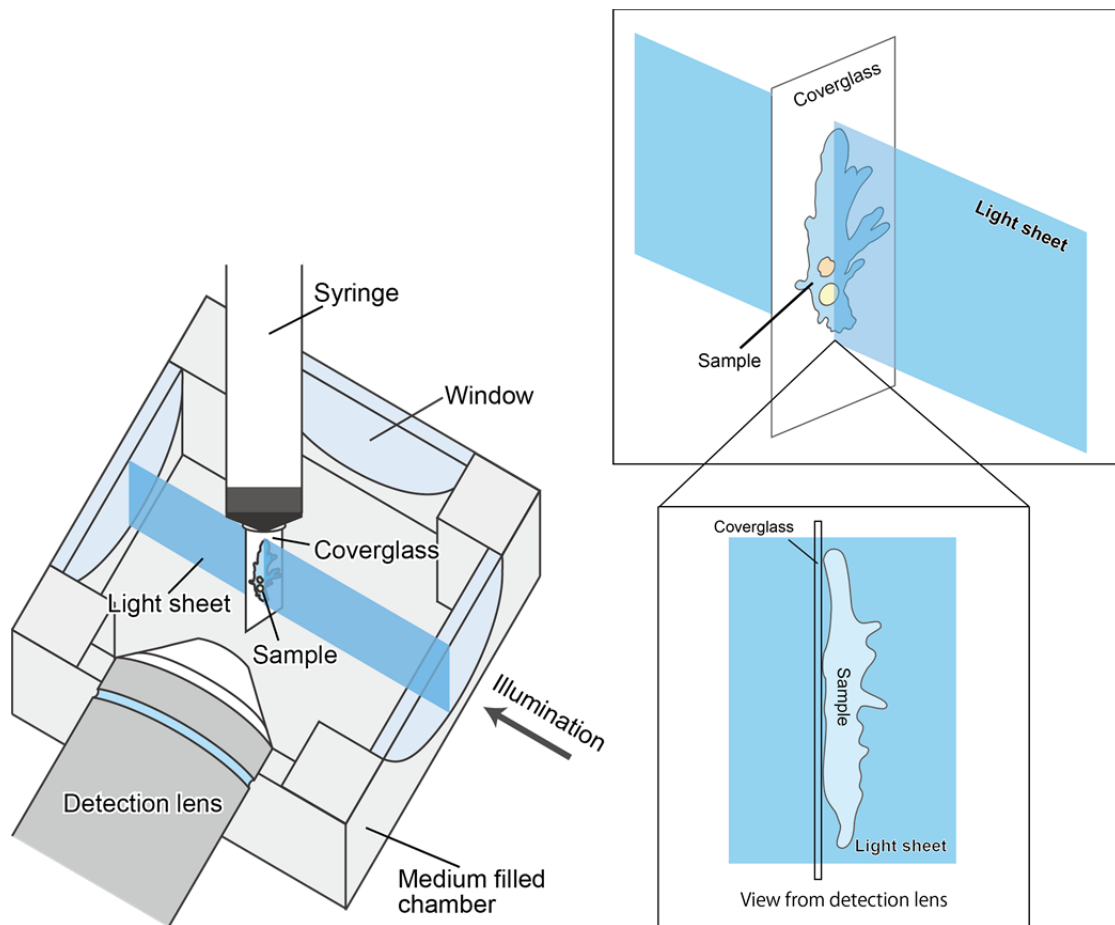 Syringe
Window
Coverglass
Light sheet
Sample
Illumination
Detection lens
Medium filled
chamber
Coverglass
Light sheet
Sample
Coverglass
Sample
Light sheet
View from detection lens